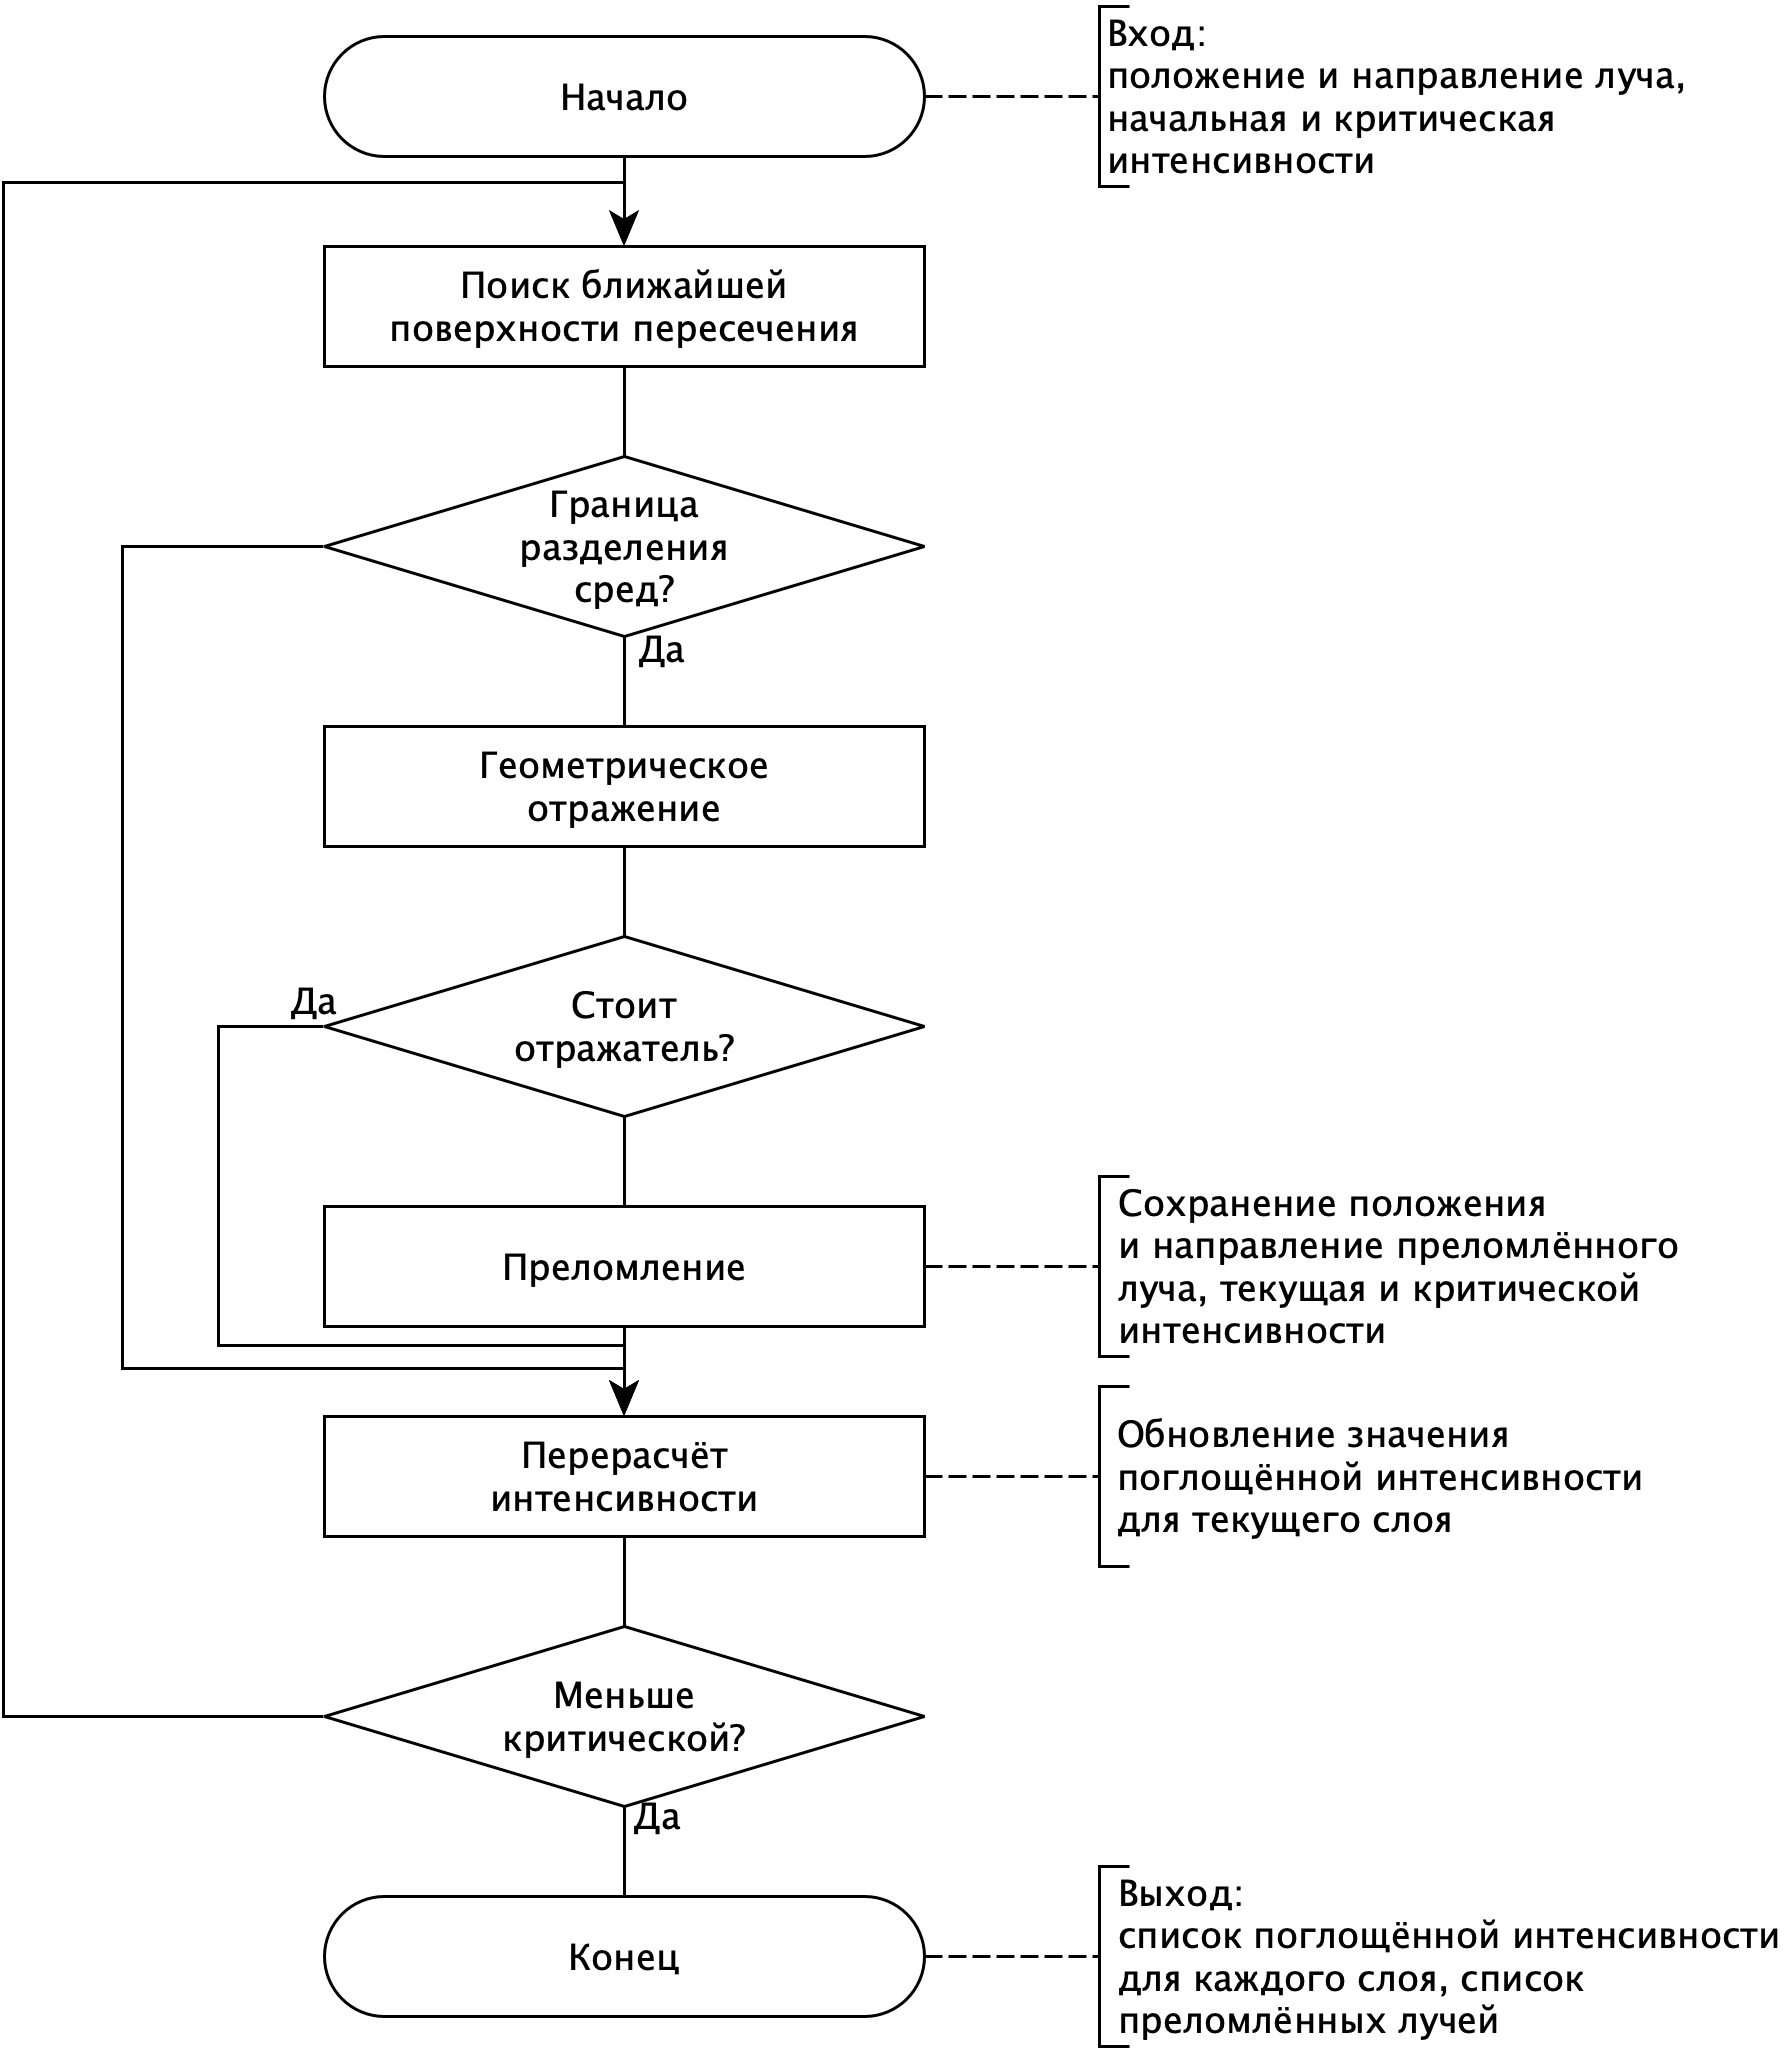 Начало
Вход:
положение и направление луча,
начальная и критическая
интенсивности
Поиск ближайшей
поверхности пересечения
Граница
разделения
сред?
Да
Геометрическое
отражение
Да
Стоит
отражатель?
Преломление
Сохранение положения
и направление преломлённого
луча, текущая и критической
интенсивности
Перерасчёт
интенсивности
Обновление значения
поглощённой интенсивности
для текущего слоя
Меньше
критической?
Да
Конец
Выход:
список поглощённой интенсивности
для каждого слоя, список
преломлённых лучей